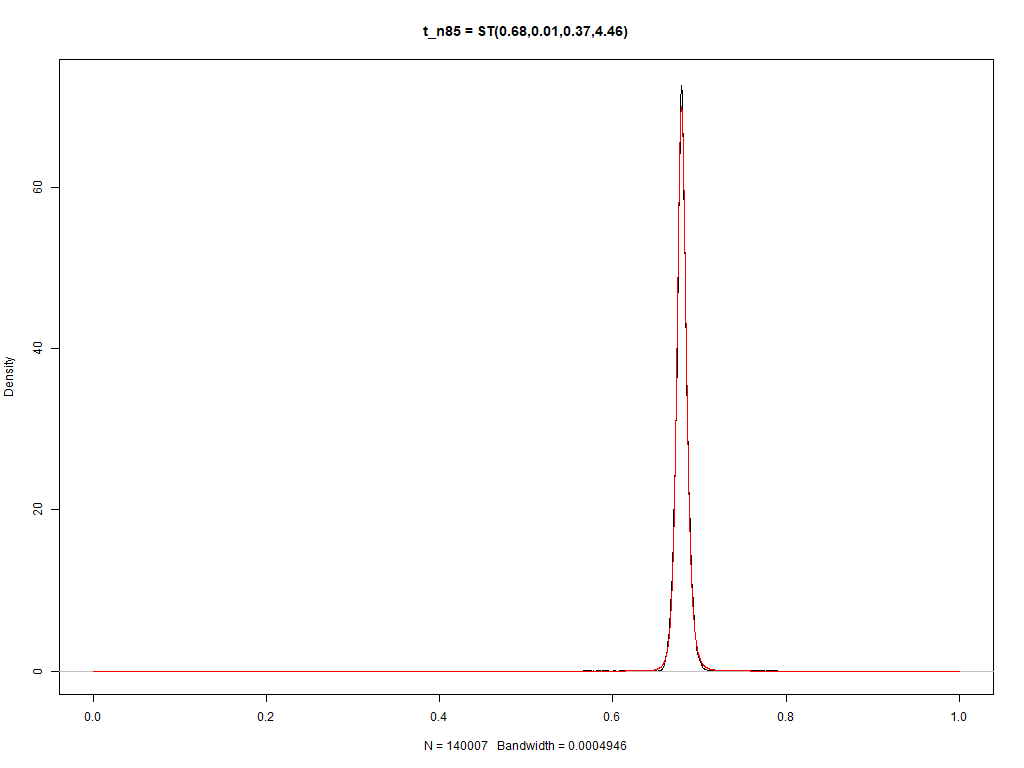 t_n85 = ST(0.68,0.01,0.37,4.46)
Density
60
40
20
0
0.0 0.2 0.4 0.6 0.8 1.0
N = 140007 Bandwidth = 0.0004946